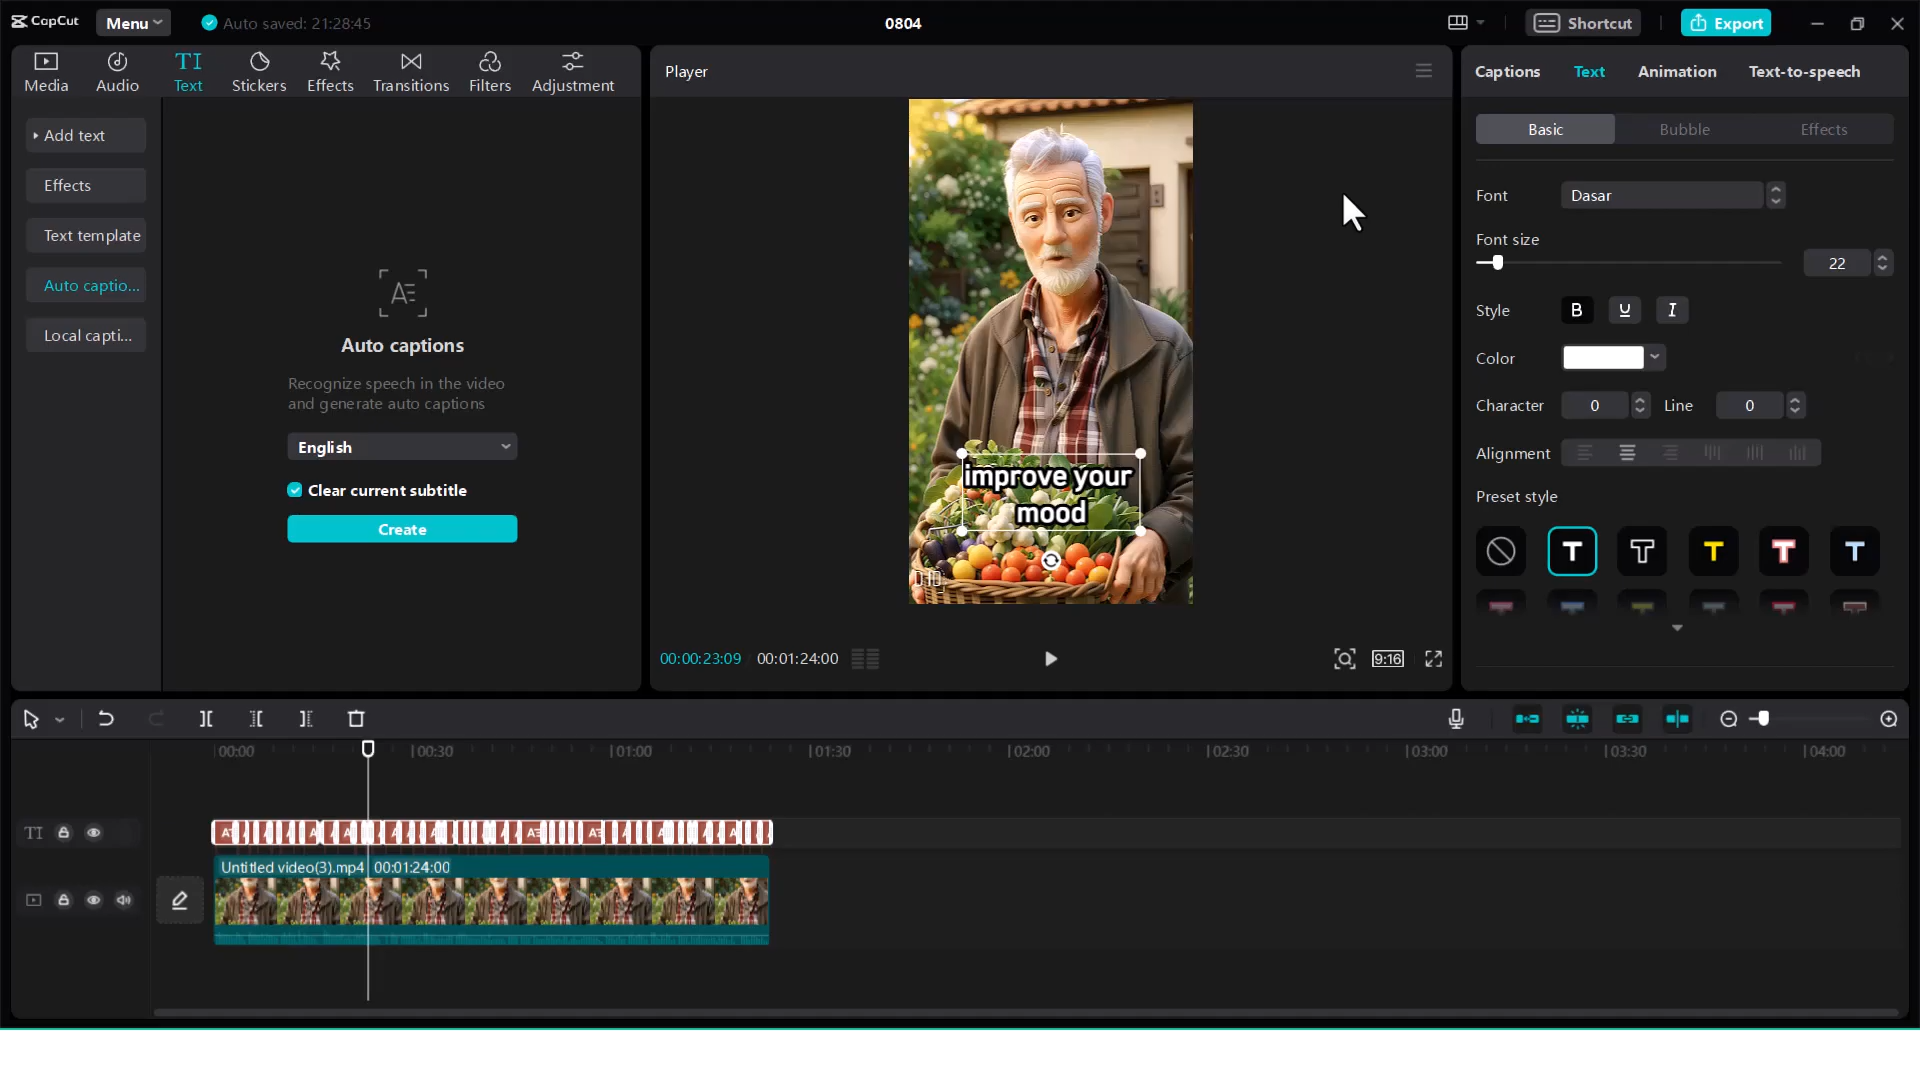 CapCut
Menu
Auto saved: 21:28:45
0804
Shortcut
Export
Media
Audio
TI
Text
Stickers
Effects
Transitions
Filters
Adjustment
Player
Captions
Text
Animation
Text-to-speech
Add text
Effects
Text template
Auto captio...
Local capti...
Auto captions
Recognize speech in the video
and generate auto captions
English
Clear current subtitle
Create
improve your
mood
00:00:23:09
00:01:24:00
9:16
Basic
Bubble
Effects
Font
Dasar
Font size
22
Style
B
U
I
Color
Character
0
Line
0
Alignment
Preset style
T
T
T
T
T
00:00
00:30
01:00
01:30
02:00
02:30
03:00
03:30
04:00
TI
Untitled video(3).mp4
00:01:24:00